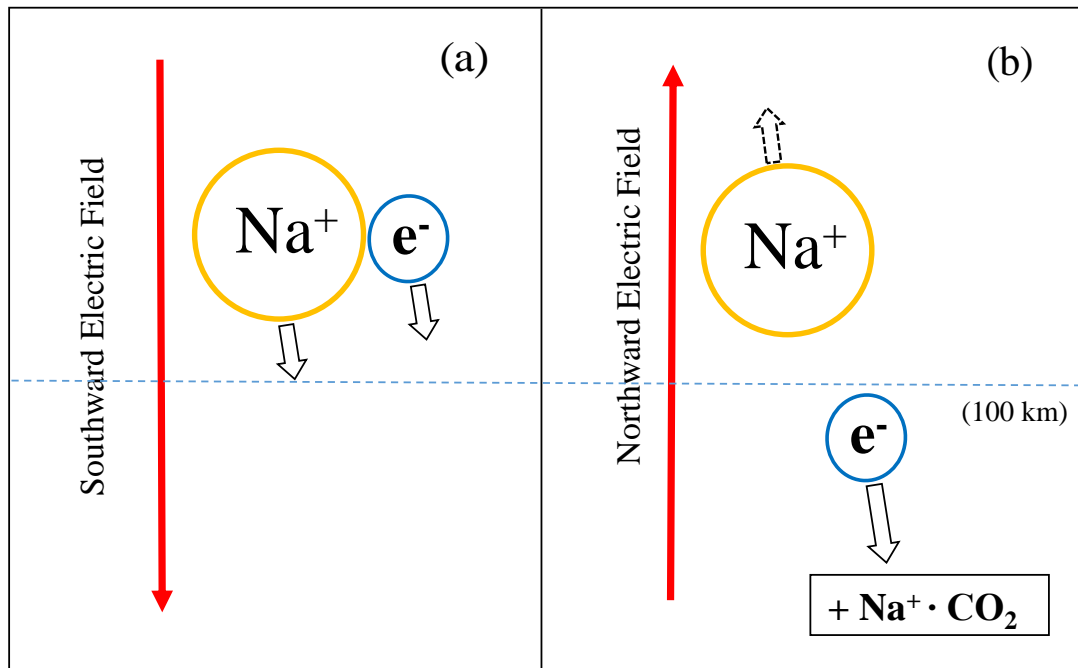 (a)
Southward Electric Field
Na⁺
e⁻
(b)
Northward Electric Field
Na⁺
(100 km)
e⁻
+ Na⁺ · CO₂